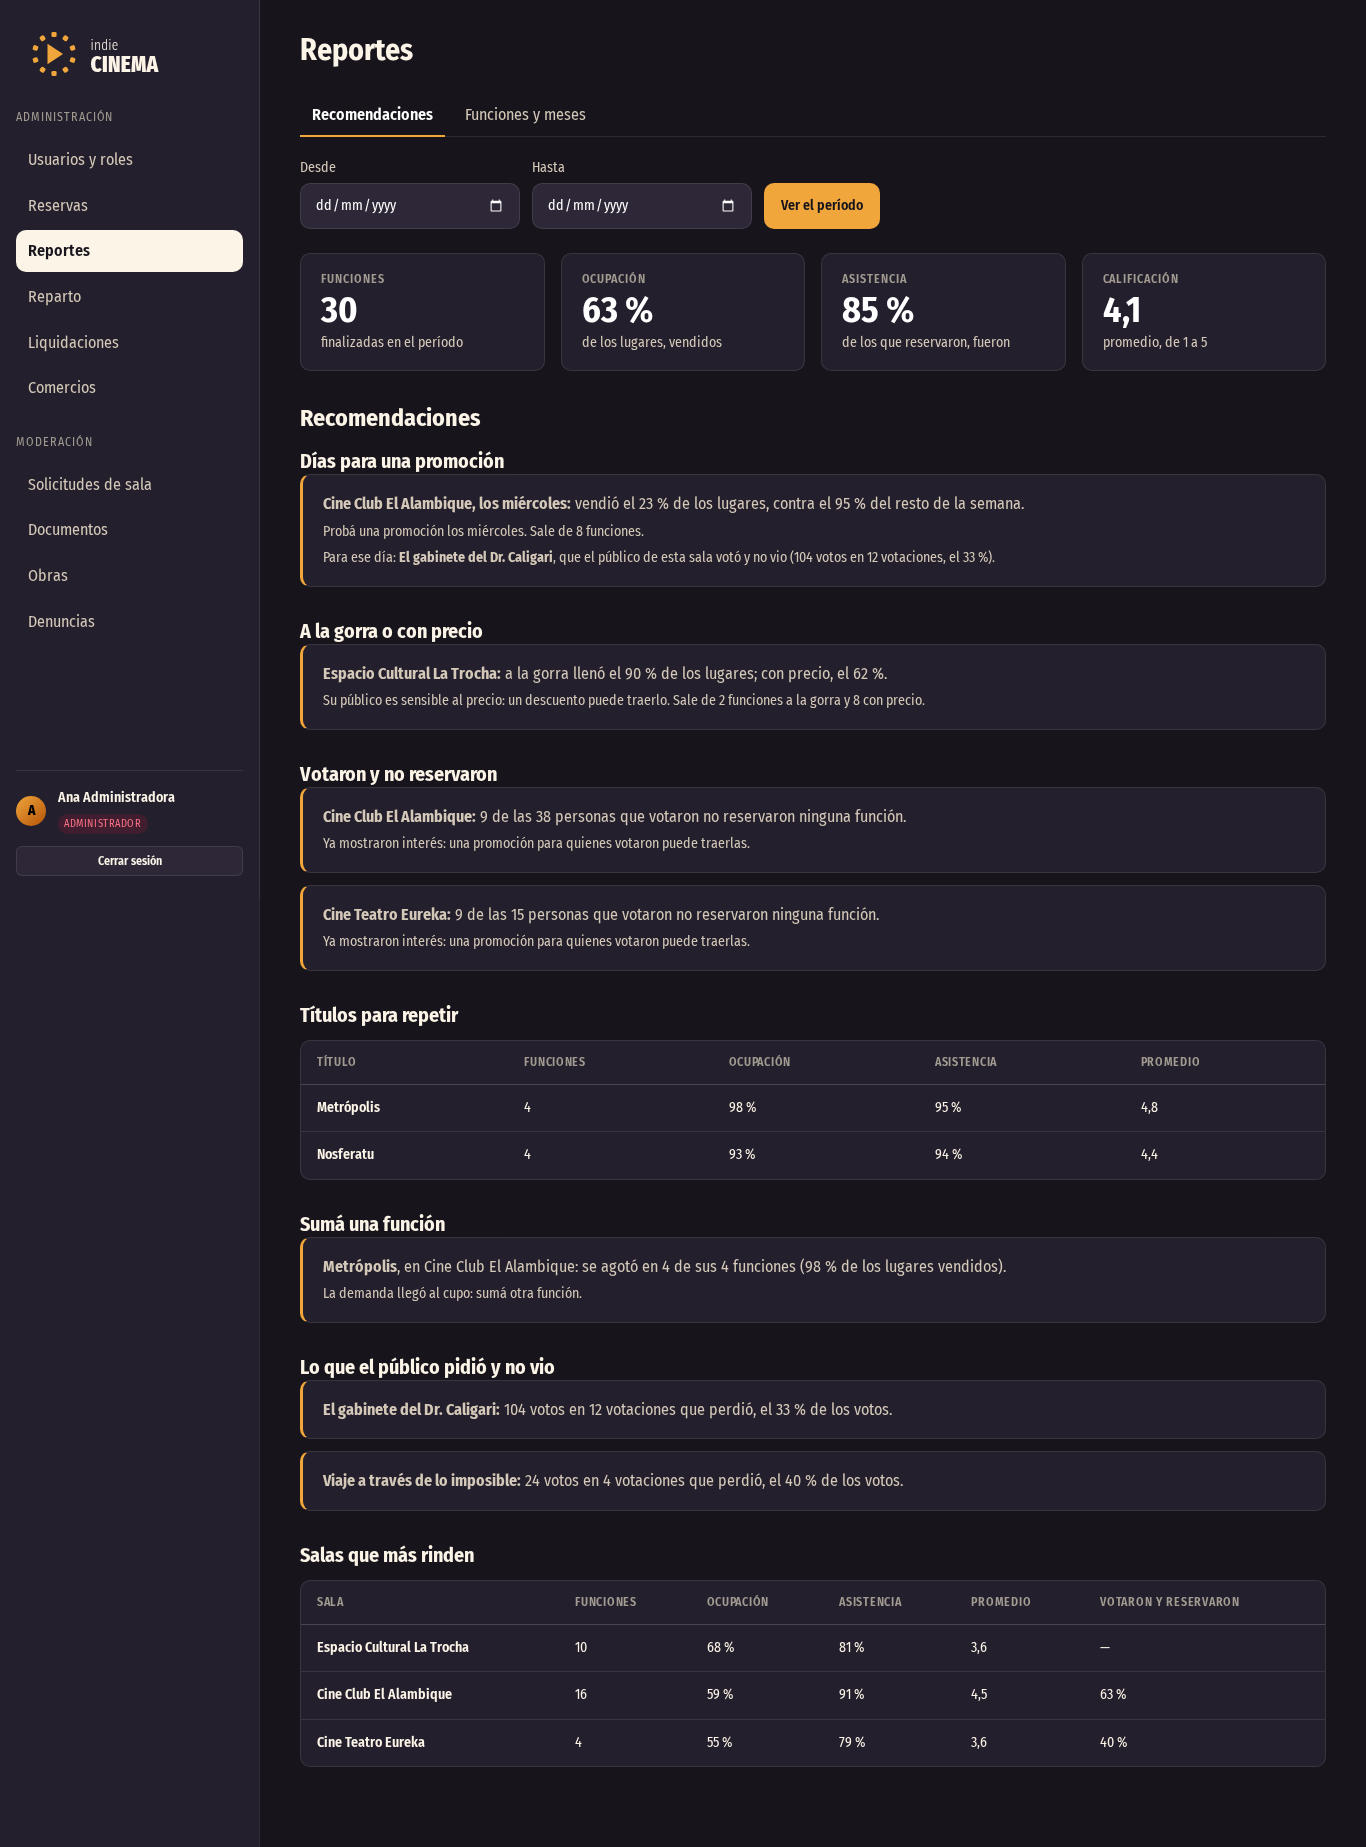 indie
CINEMA
ADMINISTRACIÓN
Usuarios y roles
Reservas
Reportes
Reparto
Liquidaciones
Comercios
MODERACIÓN
Solicitudes de sala
Documentos
Obras
Denuncias
A
Ana Administradora
ADMINISTRADOR
Cerrar sesión
Reportes
Recomendaciones Funciones y meses
Desde Hasta
dd/mm/yyyy dd/mm/yyyy Ver el período
FUNCIONES OCUPACIÓN ASISTENCIA CALIFICACIÓN
30 63 % 85 % 4,1
finalizadas en el período de los lugares, vendidos de los que reservaron, fueron promedio, de 1 a 5
Recomendaciones
Días para una promoción
Cine Club El Alambique, los miércoles: vendió el 23 % de los lugares, contra el 95 % del resto de la semana.
Probá una promoción los miércoles. Sale de 8 funciones.
Para ese día: El gabinete del Dr. Caligari, que el público de esta sala votó y no vio (104 votos en 12 votaciones, el 33 %).
A la gorra o con precio
Espacio Cultural La Trocha: a la gorra llenó el 90 % de los lugares; con precio, el 62 %.
Su público es sensible al precio: un descuento puede traerlo. Sale de 2 funciones a la gorra y 8 con precio.
Votaron y no reservaron
Cine Club El Alambique: 9 de las 38 personas que votaron no reservaron ninguna función.
Ya mostraron interés: una promoción para quienes votaron puede traerlas.
Cine Teatro Eureka: 9 de las 15 personas que votaron no reservaron ninguna función.
Ya mostraron interés: una promoción para quienes votaron puede traerlas.
Títulos para repetir
TÍTULO FUNCIONES OCUPACIÓN ASISTENCIA PROMEDIO
Metrópolis 4 98 % 95 % 4,8
Nosferatu 4 93 % 94 % 4,4
Sumá una función
Metrópolis, en Cine Club El Alambique: se agotó en 4 de sus 4 funciones (98 % de los lugares vendidos).
La demanda llegó al cupo: sumá otra función.
Lo que el público pidió y no vio
El gabinete del Dr. Caligari: 104 votos en 12 votaciones que perdió, el 33 % de los votos.
Viaje a través de lo imposible: 24 votos en 4 votaciones que perdió, el 40 % de los votos.
Salas que más rinden
SALA FUNCIONES OCUPACIÓN ASISTENCIA PROMEDIO VOTARON Y RESERVARON
Espacio Cultural La Trocha 10 68 % 81 % 3,6 —
Cine Club El Alambique 16 59 % 91 % 4,5 63 %
Cine Teatro Eureka 4 55 % 79 % 3,6 40 %